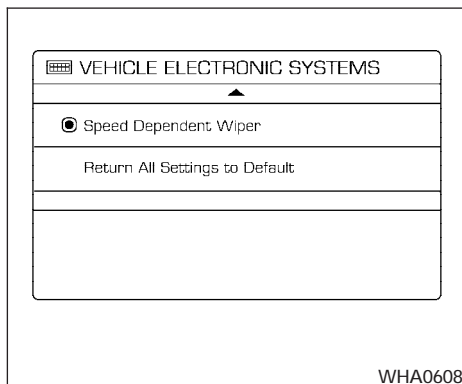 VEHICLE ELECTRONIC SYSTEMS
Speed Dependent Wiper
Return All Settings to Default
WHA0608